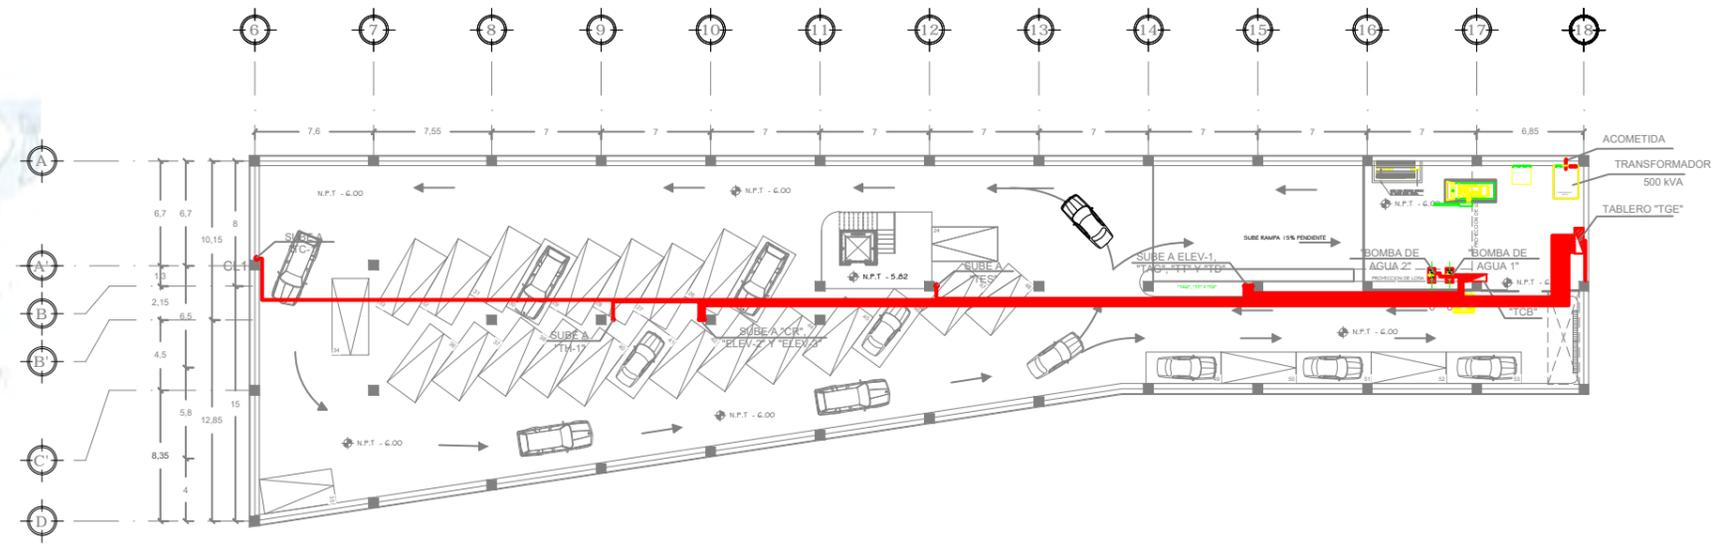 6 7 8 9 10 11 12 13 14 15 16 17 18
7,6 7,55 7 7 7 7 7 7 7 7 7 6,85
ACOMETIDA
TRANSFORMADOR
500 kVA
TABLERO "TGE"
A
N.P.T - 6.00
N.P.T - 6.00
6,7 6,7 8
10,15
SUBE RAMPA 15% PENDIENTE
SUBE A
A'
CL1
N.P.T - 5.82
SUBE A
"TES"
SUBE A ELEV-1,
"TAG", "TT" Y "TD"
"BOMBA DE
AGUA 2"
"BOMBA DE
AGUA 1"
1,3
B
2,15 6,5
SUBE A
"TH-1"
SUBE A "CR",
"ELEV-2" Y "ELEV-3"
"TCB"
N.P.T - 6.00
B'
4,5
34
50 51 52 53
15
5,8
12,85
N.P.T - 6.00
N.P.T - 6.00
8,35
C'
4
D